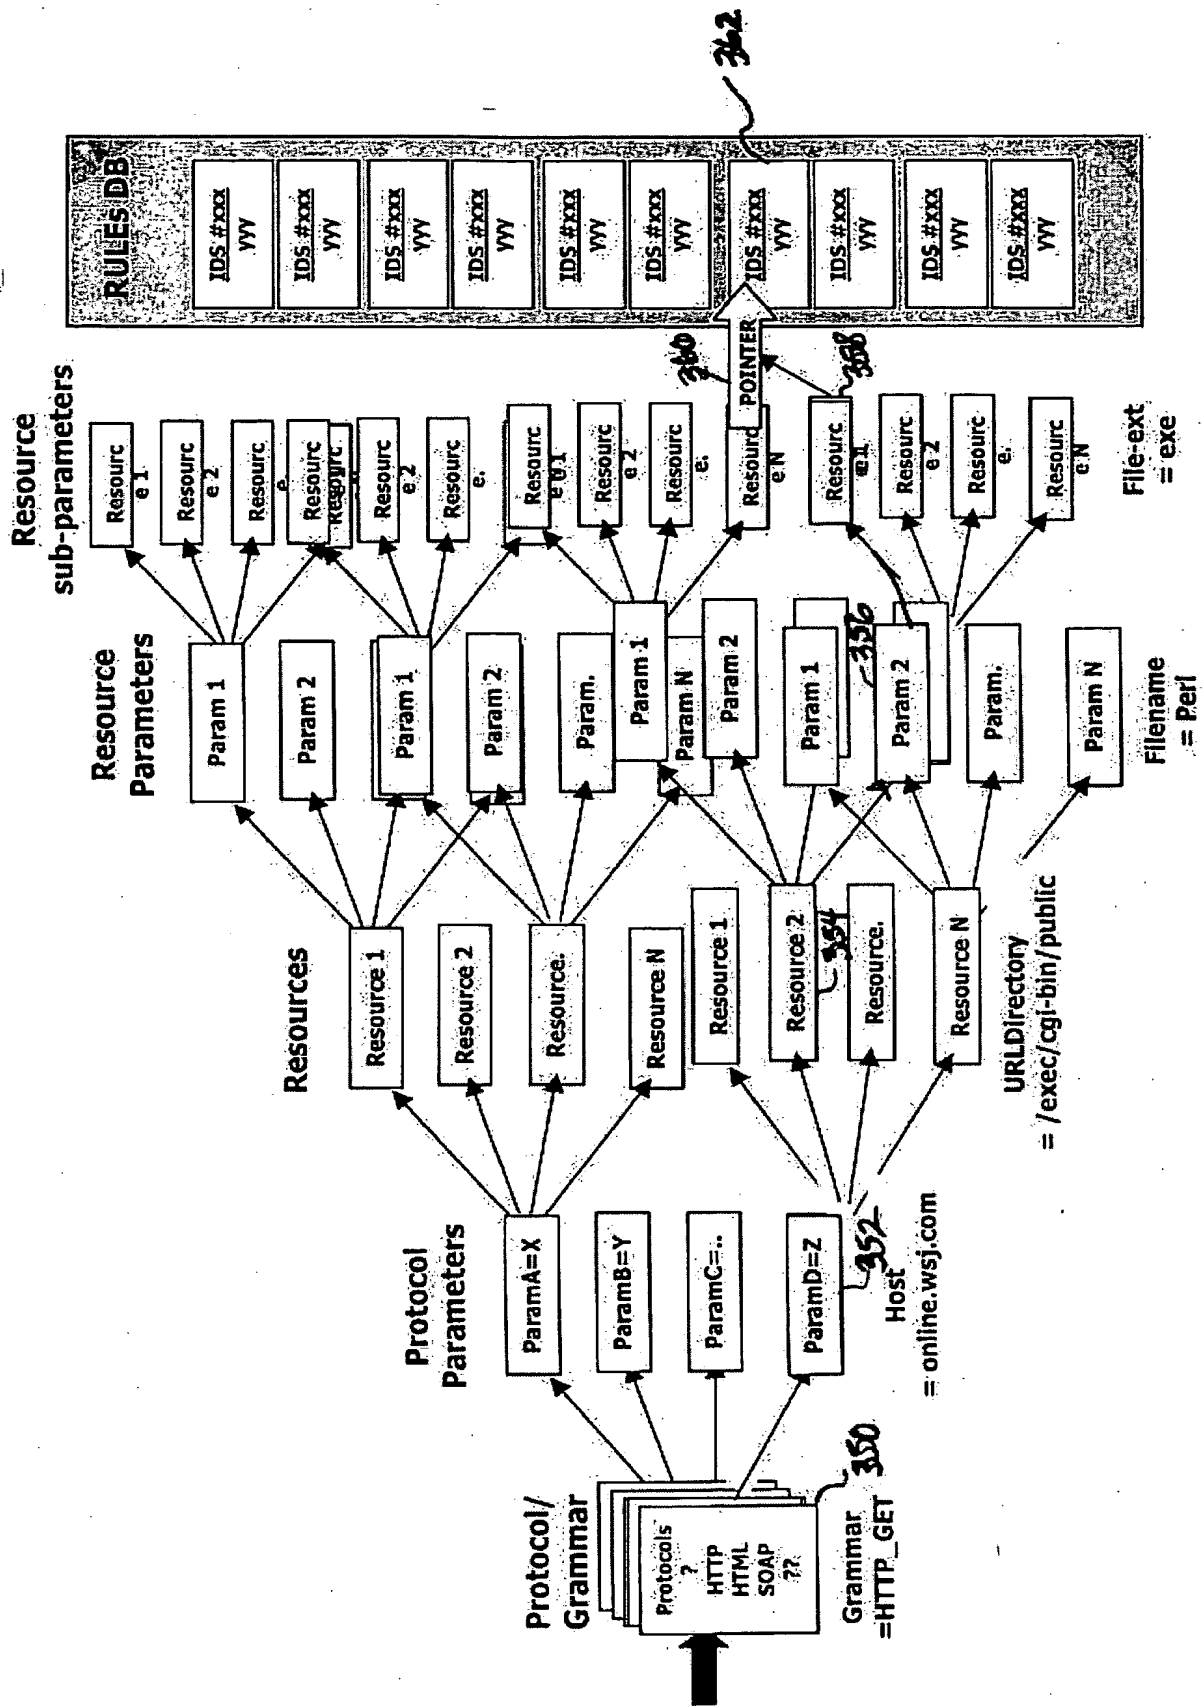 Protocol/
Grammar
Protocols
?
HTTP
HTML
SOAP
??
350
Grammar
=HTTP_GET
Protocol
Parameters
ParamA=X
ParamB=Y
ParamC=..
ParamD=Z
352
Host
= online.wsj.com
Resources
Resource 1
Resource 2
Resource.
Resource N
Resource 1
Resource 2
354
Resource.
Resource N
URLDirectory
= /exec/cgi-bin/public
Resource
Parameters
Param 1
Param 2
Param 1
Param 2
Param.
Param 1
Param N
Param 2
Param 1
356
Param 2
Param.
Param N
Filename
= Perl
Resource
sub-parameters
Resourc
e 1
Resourc
e 2
Resourc
e.
Resourc
Resourc
e 2
Resourc
e.
Resourc
Resourc
e 2
Resourc
e.
Resourc
e N
Resourc
358
Resourc
e 2
Resourc
e.
Resourc
e N
File-ext
= exe
360
POINTER
RULEs DB
IDS #xxx
yyy
IDS #xxx
yyy
IDS #xxx
yyy
IDS #xxx
yyy
IDS #xxx
yyy
IDS #xxx
yyy
IDS #xxx
yyy
IDS #xxx
yyy
IDS #xxx
yyy
IDS #xxx
yyy
362